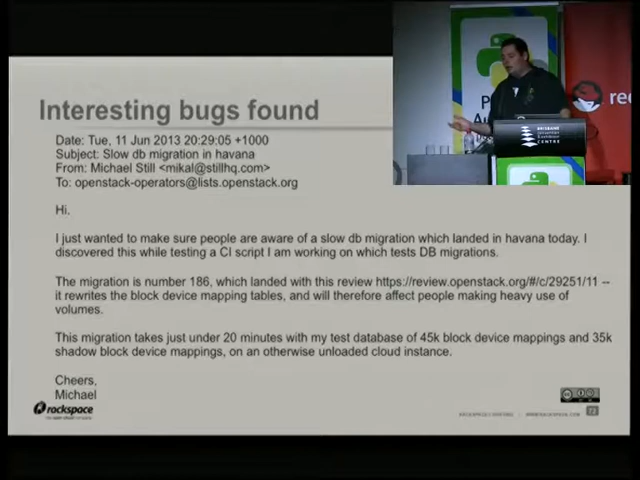 Interesting bugs found
Date: Tue, 11 Jun 2013 20:29:05 +1000
Subject: Slow db migration in havana
From: Michael Still <mikal@stillhq.com>
To: openstack-operators@lists.openstack.org
Hi.
I just wanted to make sure people are aware of a slow db migration which landed in havana today. I
discovered this while testing a CI script I am working on which tests DB migrations.
The migration is number 186, which landed with this review https://review.openstack.org/#/c/29251/11 --
it rewrites the block device mapping tables, and will therefore affect people making heavy use of
volumes.
This migration takes just under 20 minutes with my test database of 45k block device mappings and 35k
shadow block device mappings, on an otherwise unloaded cloud instance.
Cheers,
Michael
rackspace
BRISBANE
CENTRE